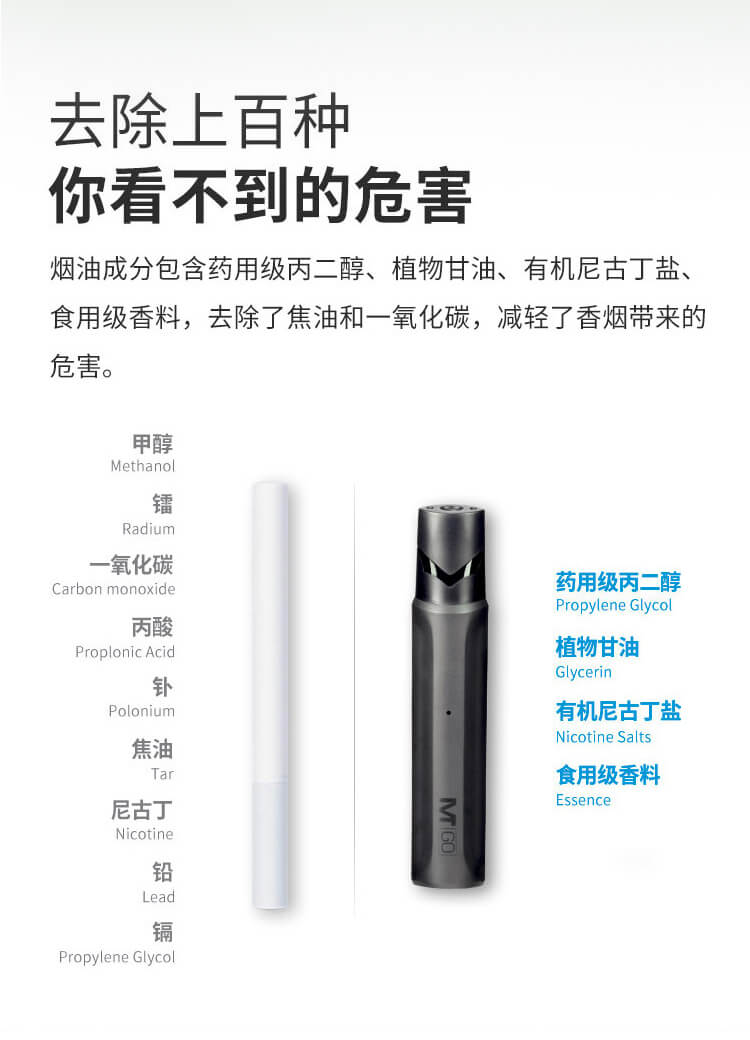 去除上百种
你看不到的危害
烟油成分包含药用级丙二醇、植物甘油、有机尼古丁盐、
食用级香料，去除了焦油和一氧化碳，减轻了香烟带来的
危害。
甲醇
Methanol
镭
Radium
一氧化碳
Carbon monoxide
丙酸
Proplonic Acid
钋
Polonium
焦油
Tar
尼古丁
Nicotine
铅
Lead
镉
Propylene Glycol
MT GO
药用级丙二醇
Propylene Glycol
植物甘油
Glycerin
有机尼古丁盐
Nicotine Salts
食用级香料
Essence